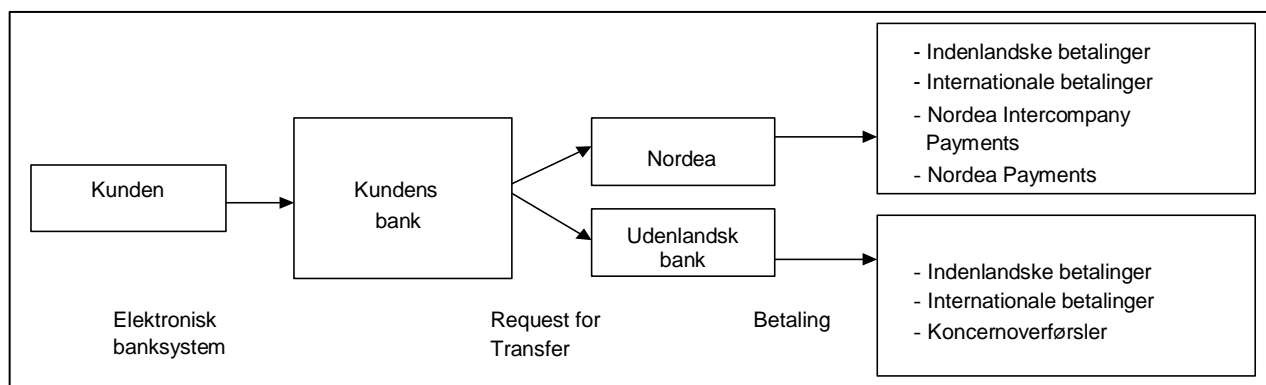 Kunden
Kundens
bank
Nordea
Udenlandsk
bank
- Indenlandske betalinger
- Internationale betalinger
- Nordea Intercompany
Payments
- Nordea Payments
- Indenlandske betalinger
- Internationale betalinger
- Koncernoverførsler
Elektronisk
banksystem
Request for
Transfer
Betaling